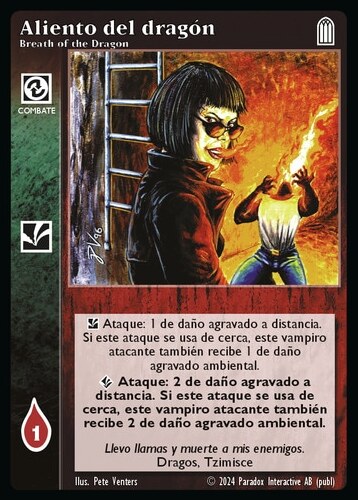 Aliento del dragón
Breath of the Dragon
COMBATE
PV96
Ataque: 1 de daño agravado a distancia.
Si este ataque se usa de cerca, este vampiro
atacante también recibe 1 de daño
agravado ambiental.
Ataque: 2 de daño agravado a
distancia. Si este ataque se usa de
cerca, este vampiro atacante también
recibe 2 de daño agravado ambiental.
Llevo llamas y muerte a mis enemigos.
Dragos, Tzimisce
1
Ilus. Pete Venters
© 2024 Paradox Interactive AB (publ)